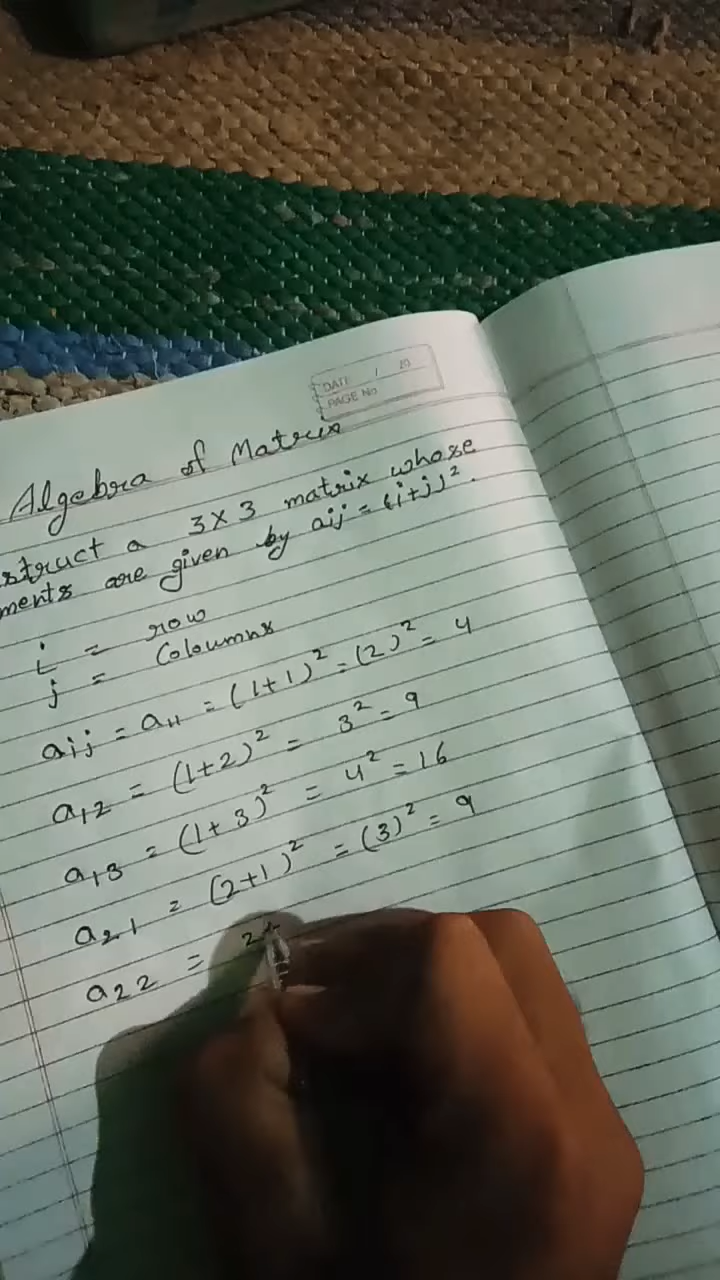 DATE / 20
PAGE No
Algebra of Matrix
struct a 3×3 matrix whose
ments are given by aij = (i+j)².
i = row
j = Coloumns
aij = a₁₁ = (1+1)² = (2)² = 4
a₁₂ = (1+2)² = 3² = 9
a₁₃ = (1+3)² = 4² = 16
a₂₁ = (2+1)² = (3)² = 9
a₂₂ = 2+